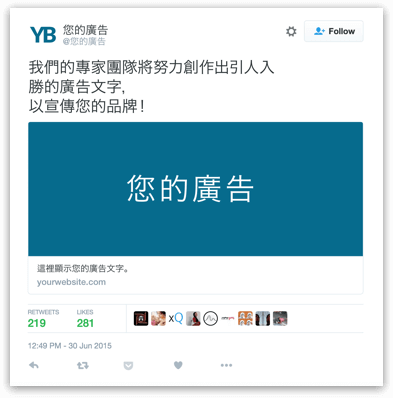 YB
您的廣告
@您的廣告
Follow
我們的專家團隊將努力創作出引人入
勝的廣告文字,
以宣傳您的品牌!
您的廣告
這裡顯示您的廣告文字。
yourwebsite.com
RETWEETS
LIKES
219
281
xQ
12:49 PM - 30 Jun 2015